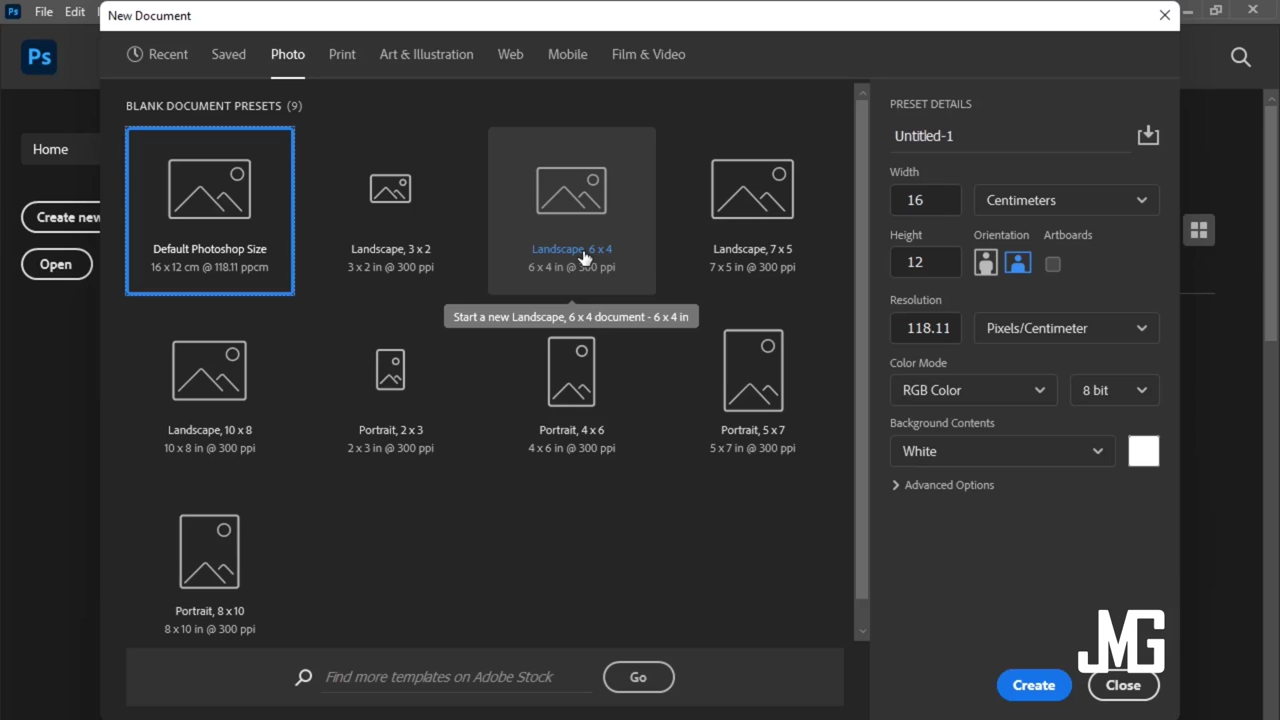 Ps File Edit
New Document
Ps
Recent Saved Photo Print Art & Illustration Web Mobile Film & Video
BLANK DOCUMENT PRESETS (9)
PRESET DETAILS
Untitled-1
Home
Create new
Open
Default Photoshop Size
16 x 12 cm @ 118.11 ppcm
Landscape, 3 x 2
3 x 2 in @ 300 ppi
Landscape, 6 x 4
6 x 4 in @ 300 ppi
Landscape, 7 x 5
7 x 5 in @ 300 ppi
Start a new Landscape, 6 x 4 document - 6 x 4 in
Landscape, 10 x 8
10 x 8 in @ 300 ppi
Portrait, 2 x 3
2 x 3 in @ 300 ppi
Portrait, 4 x 6
4 x 6 in @ 300 ppi
Portrait, 5 x 7
5 x 7 in @ 300 ppi
Portrait, 8 x 10
8 x 10 in @ 300 ppi
Find more templates on Adobe Stock
Go
Width
16 Centimeters
Height Orientation Artboards
12
Resolution
118.11 Pixels/Centimeter
Color Mode
RGB Color 8 bit
Background Contents
White
Advanced Options
JMG
Create Close